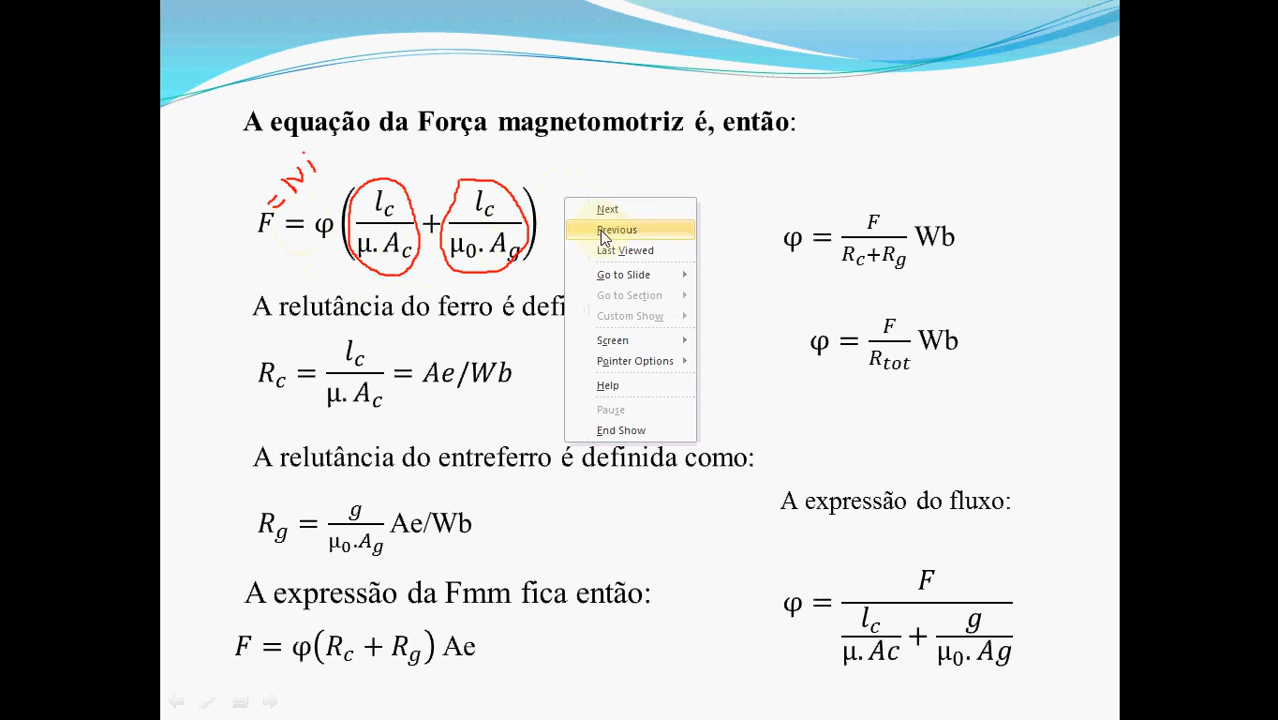 A equação da Força magnetomotriz é, então:
= Ni
F = φ(l_c/(μ. A_c) + l_c/(μ₀. A_g))
A relutância do ferro é defi
R_c = l_c/(μ. A_c) = Ae/Wb
A relutância do entreferro é definida como:
R_g = g/(μ₀.A_g) Ae/Wb
A expressão da Fmm fica então:
F = φ(R_c + R_g) Ae
Next
Previous
Last Viewed
Go to Slide
Go to Section
Custom Show
Screen
Pointer Options
Help
Pause
End Show
φ = F/(R_c+R_g) Wb
φ = F/R_tot Wb
A expressão do fluxo:
φ = F/(l_c/(μ. Ac) + g/(μ₀. Ag))